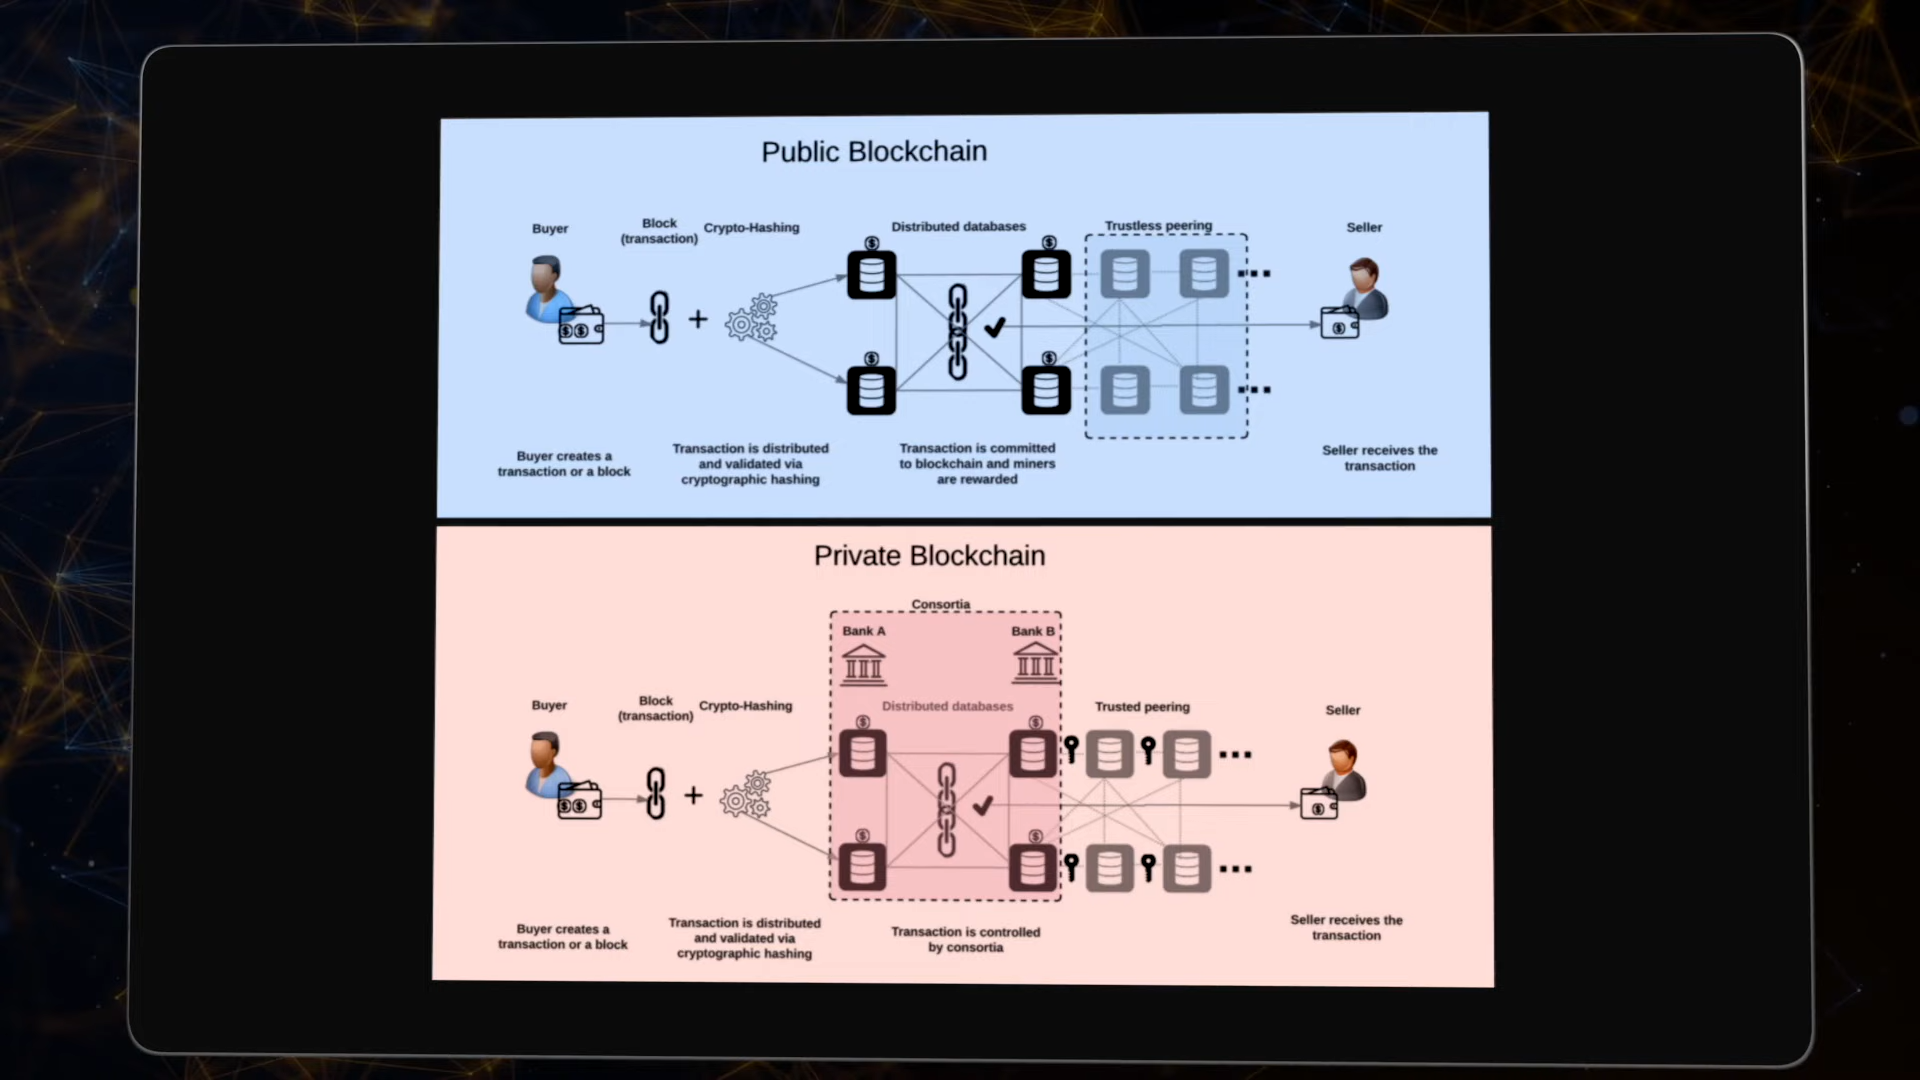 Public Blockchain
Buyer
Block
(transaction)
Crypto-Hashing
Distributed databases
Trustless peering
Seller
Buyer creates a
transaction or a block
Transaction is distributed
and validated via
cryptographic hashing
Transaction is committed
to blockchain and miners
are rewarded
Seller receives the
transaction
Private Blockchain
Consortia
Bank A
Bank B
Buyer
Block
(transaction)
Crypto-Hashing
Distributed databases
Trusted peering
Seller
Buyer creates a
transaction or a block
Transaction is distributed
and validated via
cryptographic hashing
Transaction is controlled
by consortia
Seller receives the
transaction